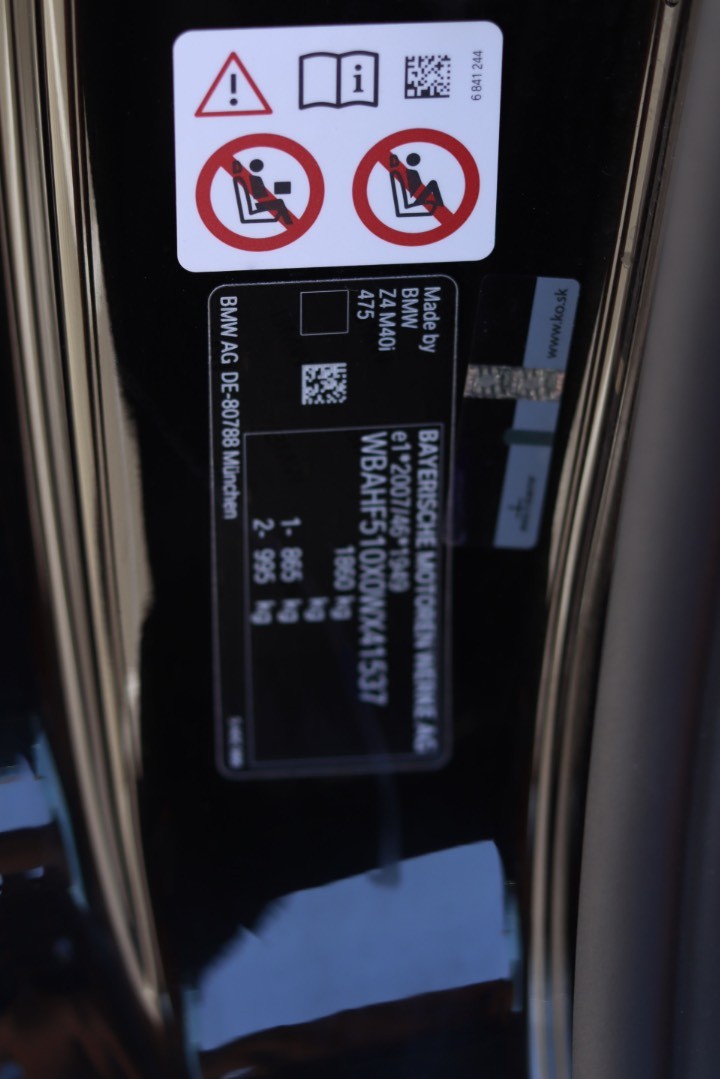 6 841 244
Made by
BMW
Z4 M40i
475
BAYERISCHE MOTOREN WERKE AG
e1*2007/46*1949
WBAHF510X0WX41537
1860 kg
kg
1- 865 kg
2- 995 kg
BMW AG DE-80788 München
www.ko.sk